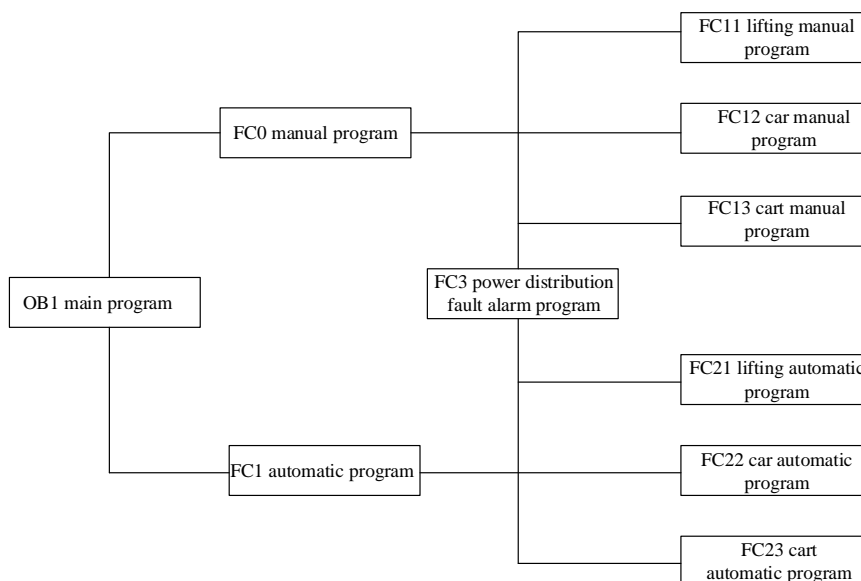 FC11 lifting manual
program
FC0 manual program
FC12 car manual
program
FC13 cart manual
program
OB1 main program
FC3 power distribution
fault alarm program
FC21 lifting automatic
program
FC1 automatic program
FC22 car automatic
program
FC23 cart
automatic program